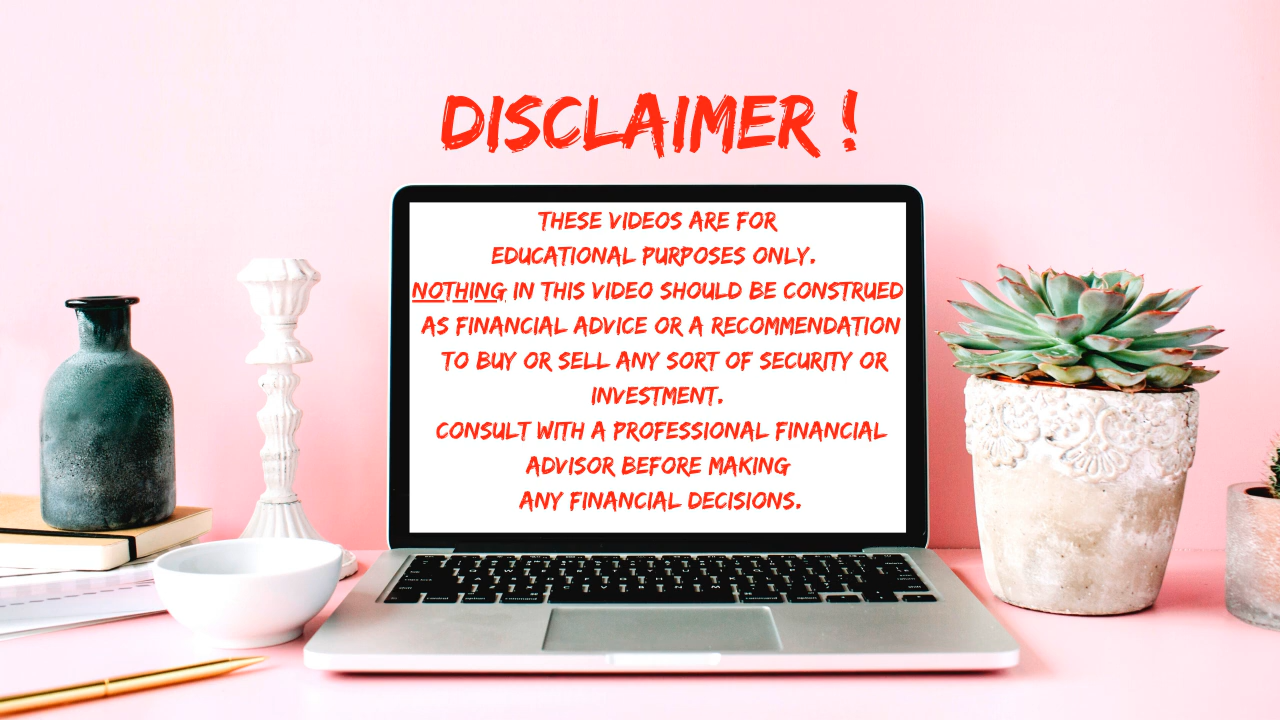 DISCLAIMER !
THESE VIDEOS ARE FOR
EDUCATIONAL PURPOSES ONLY.
NOTHING IN THIS VIDEO SHOULD BE CONSTRUED
AS FINANCIAL ADVICE OR A RECOMMENDATION
TO BUY OR SELL ANY SORT OF SECURITY OR
INVESTMENT.
CONSULT WITH A PROFESSIONAL FINANCIAL
ADVISOR BEFORE MAKING
ANY FINANCIAL DECISIONS.